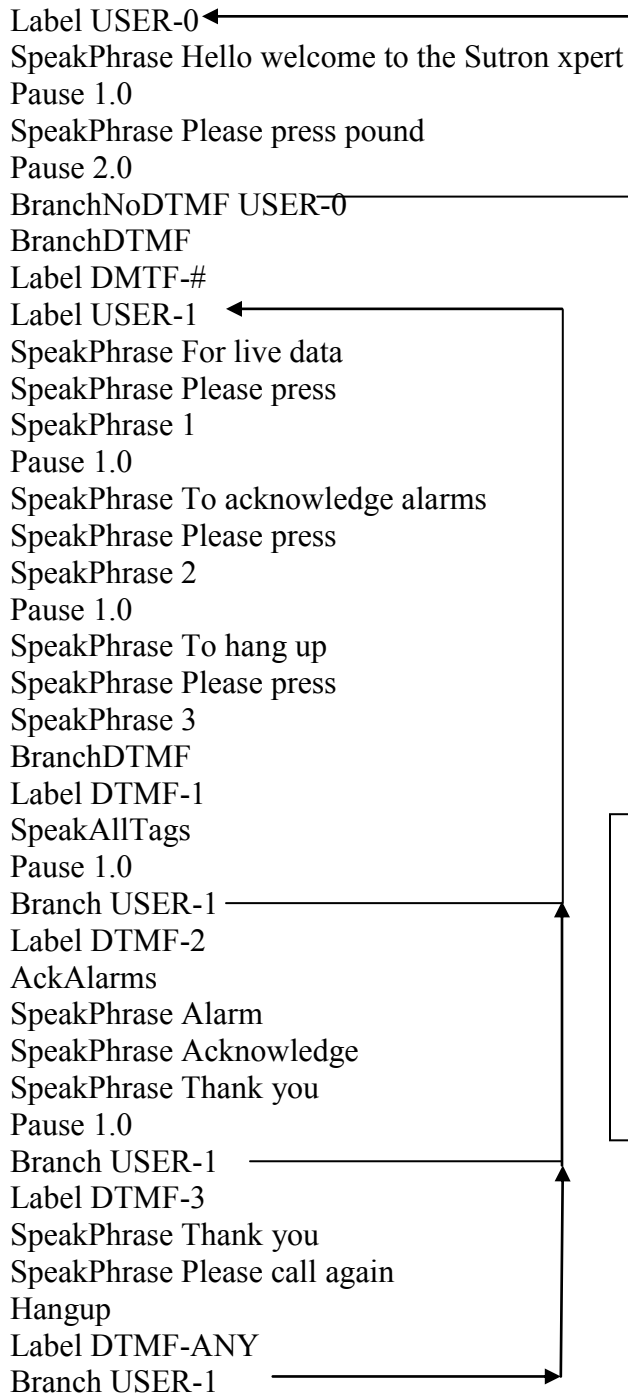 Label USER-0
SpeakPhrase Hello welcome to the Sutron xpert
Pause 1.0
SpeakPhrase Please press pound
Pause 2.0
BranchNoDTMF USER-0
BranchDTMF
Label DMTF-#
Label USER-1
SpeakPhrase For live data
SpeakPhrase Please press
SpeakPhrase 1
Pause 1.0
SpeakPhrase To acknowledge alarms
SpeakPhrase Please press
SpeakPhrase 2
Pause 1.0
SpeakPhrase To hang up
SpeakPhrase Please press
SpeakPhrase 3
BranchDTMF
Label DTMF-1
SpeakAllTags
Pause 1.0
Branch USER-1
Label DTMF-2
AckAlarms
SpeakPhrase Alarm
SpeakPhrase Acknowledge
SpeakPhrase Thank you
Pause 1.0
Branch USER-1
Label DTMF-3
SpeakPhrase Thank you
SpeakPhrase Please call again
Hangup
Label DTMF-ANY
Branch USER-1